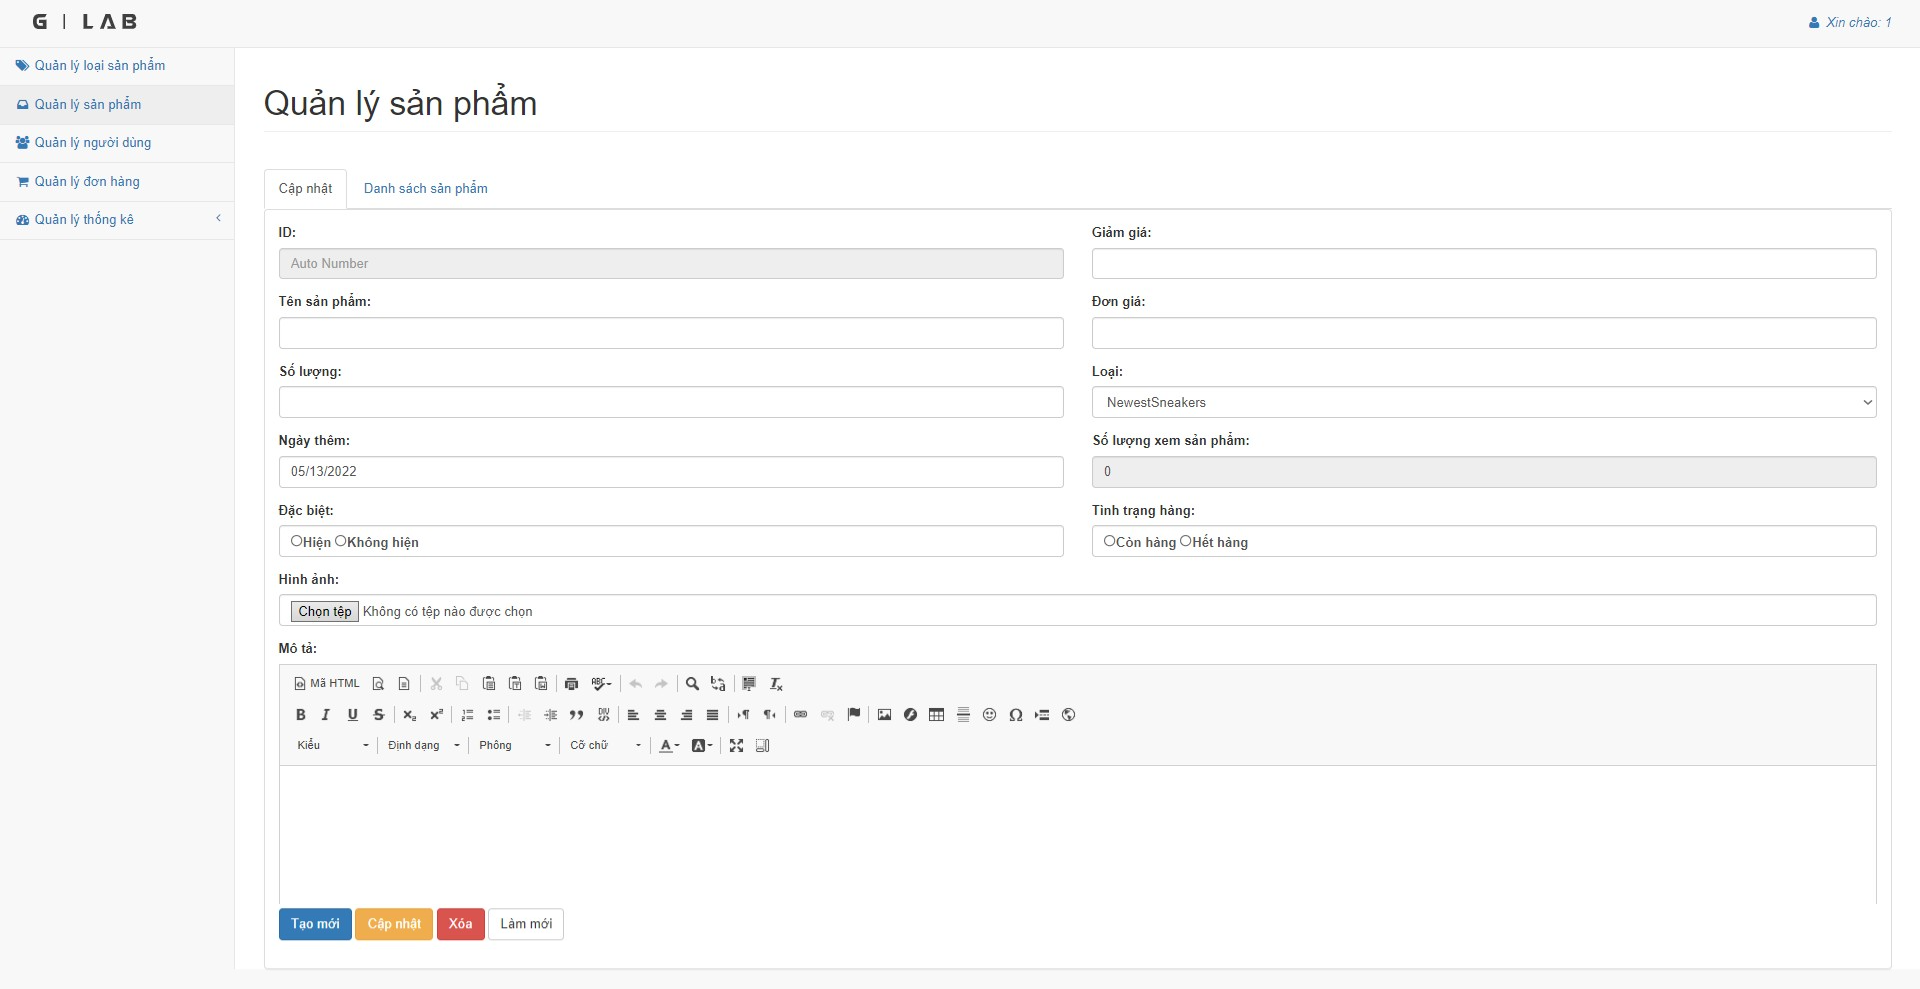 G | LAB
Xin chào: 1
Quản lý loại sản phẩm
Quản lý sản phẩm
Quản lý người dùng
Quản lý đơn hàng
Quản lý thống kê
Quản lý sản phẩm
Cập nhật Danh sách sản phẩm
ID:
Auto Number
Giảm giá:
Tên sản phẩm:
Đơn giá:
Số lượng:
Loại:
NewestSneakers
Ngày thêm:
05/13/2022
Số lượng xem sản phẩm:
0
Đặc biệt:
Hiện Không hiện
Tình trạng hàng:
Còn hàng Hết hàng
Hình ảnh:
Chọn tệp Không có tệp nào được chọn
Mô tả:
Mã HTML
Kiểu Định dạng Phông Cỡ chữ
Tạo mới Cập nhật Xóa Làm mới